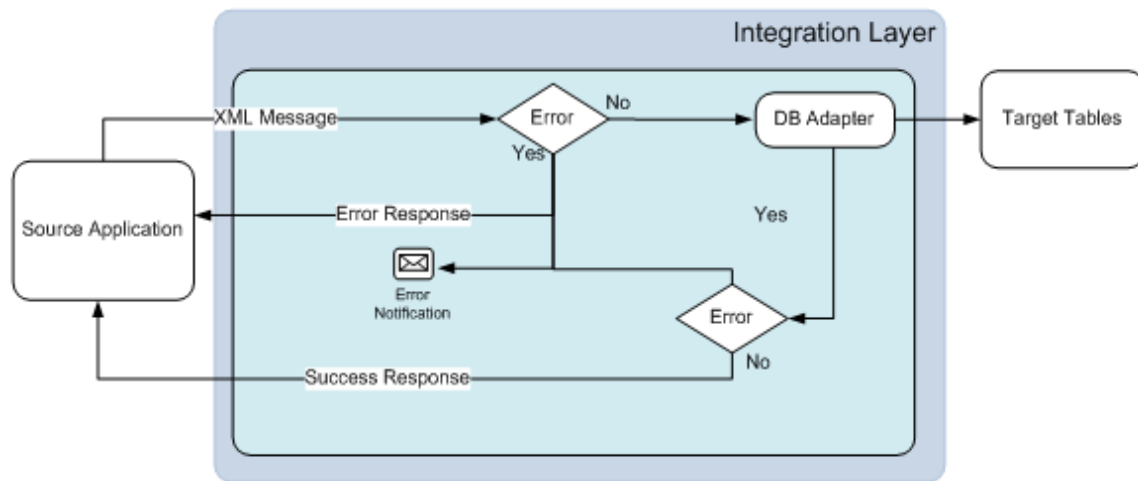 Integration Layer
XML Message
Error
No
DB Adapter
Target Tables
Yes
Source Application
Error Response
Yes
Error
Notification
Error
No
Success Response